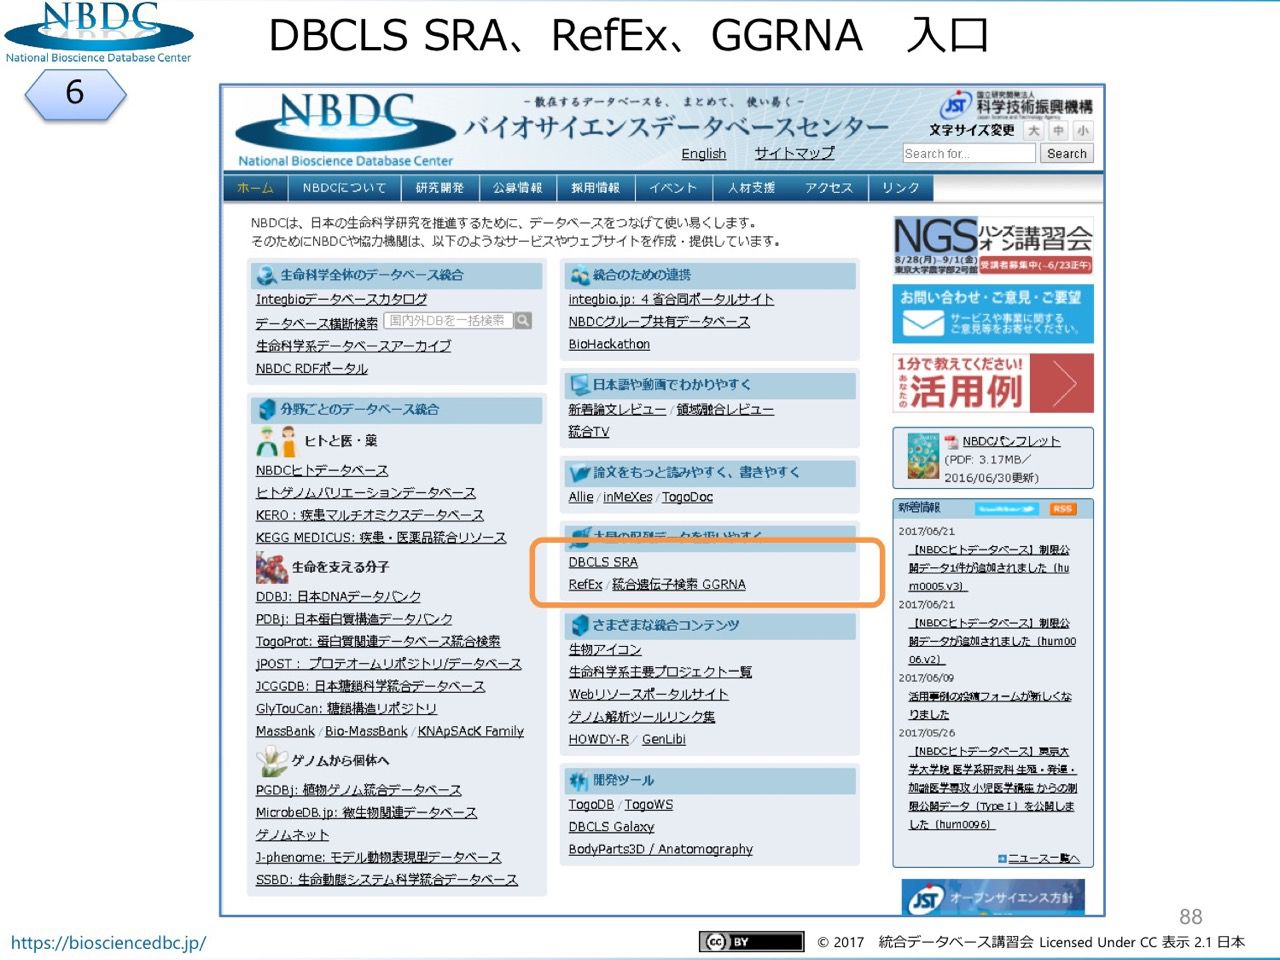 NBDC
National Bioscience Database Center
DBCLS SRA、RefEx、GGRNA　入口
6
NBDC
National Bioscience Database Center
－散在するデータベースを、まとめて、使い易く－
バイオサイエンスデータベースセンター
English サイトマップ
JST 国立研究開発法人
科学技術振興機構
Japan Science and Technology Agency
文字サイズ変更 大 中 小
Search for... Search
ホーム NBDCについて 研究開発 公募情報 採用情報 イベント 人材支援 アクセス リンク
NBDCは、日本の生命科学研究を推進するために、データベースをつなげて使い易くします。
そのためにNBDCや協力機関は、以下のようなサービスやウェブサイトを作成・提供しています。
生命科学全体のデータベース統合
Integbioデータベースカタログ
データベース横断検索 国内外DBを一括検索
生命科学系データベースアーカイブ
NBDC RDFポータル
分野ごとのデータベース統合
ヒトと医・薬
NBDCヒトデータベース
ヒトゲノムバリエーションデータベース
KERO：疾患マルチオミクスデータベース
KEGG MEDICUS: 疾患・医薬品統合リソース
生命を支える分子
DDBJ: 日本DNAデータバンク
PDBj: 日本蛋白質構造データバンク
TogoProt: 蛋白質関連データベース統合検索
jPOST： プロテオームリポジトリ/データベース
JCGGDB: 日本糖鎖科学統合データベース
GlyTouCan: 糖鎖構造リポジトリ
MassBank / Bio-MassBank / KNApSAcK Family
ゲノムから個体へ
PGDBj: 植物ゲノム統合データベース
MicrobeDB.jp: 微生物関連データベース
ゲノムネット
J-phenome: モデル動物表現型データベース
SSBD: 生命動態システム科学統合データベース
統合のための連携
integbio.jp: 4 省合同ポータルサイト
NBDCグループ共有データベース
BioHackathon
日本語や動画でわかりやすく
新着論文レビュー / 領域融合レビュー
統合TV
論文をもっと読みやすく、書きやすく
Allie / inMeXes / TogoDoc
大量の配列データを扱いやすく
DBCLS SRA
RefEx / 統合遺伝子検索 GGRNA
さまざまな統合コンテンツ
生物アイコン
生命科学系主要プロジェクト一覧
Webリソースポータルサイト
ゲノム解析ツールリンク集
HOWDY-R / GenLibi
開発ツール
TogoDB / TogoWS
DBCLS Galaxy
BodyParts3D / Anatomography
NGS ハンズオン講習会
8/28(月)～9/1(金)
東京大学農学部2号館 受講者募集中(~6/23正午)
お問い合わせ・ご意見・ご要望
サービスや事業に関する
ご意見等をお寄せください。
1分で教えてください!
あなたの活用例
NBDCパンフレット
(PDF: 3.17MB／
2016/06/30更新)
新着情報 RSS
2017/06/21
【NBDCヒトデータベース】制限公
開データ1件が追加されました（hu
m0005.v3）
2017/06/21
【NBDCヒトデータベース】制限公
開データが追加されました（hum00
06.v2）
2017/06/09
活用事例の投稿フォームが新しくな
りました
2017/05/26
【NBDCヒトデータベース】東京大
学大学院 医学系研究科 生殖・発達・
加齢医学専攻 小児医学講座 からの制
限公開データ（Type I ）を公開しま
した（hum0096）
ニュース一覧へ
JST オープンサイエンス方針
88
https://biosciencedbc.jp/
CC BY © 2017　統合データベース講習会 Licensed Under CC 表示 2.1 日本